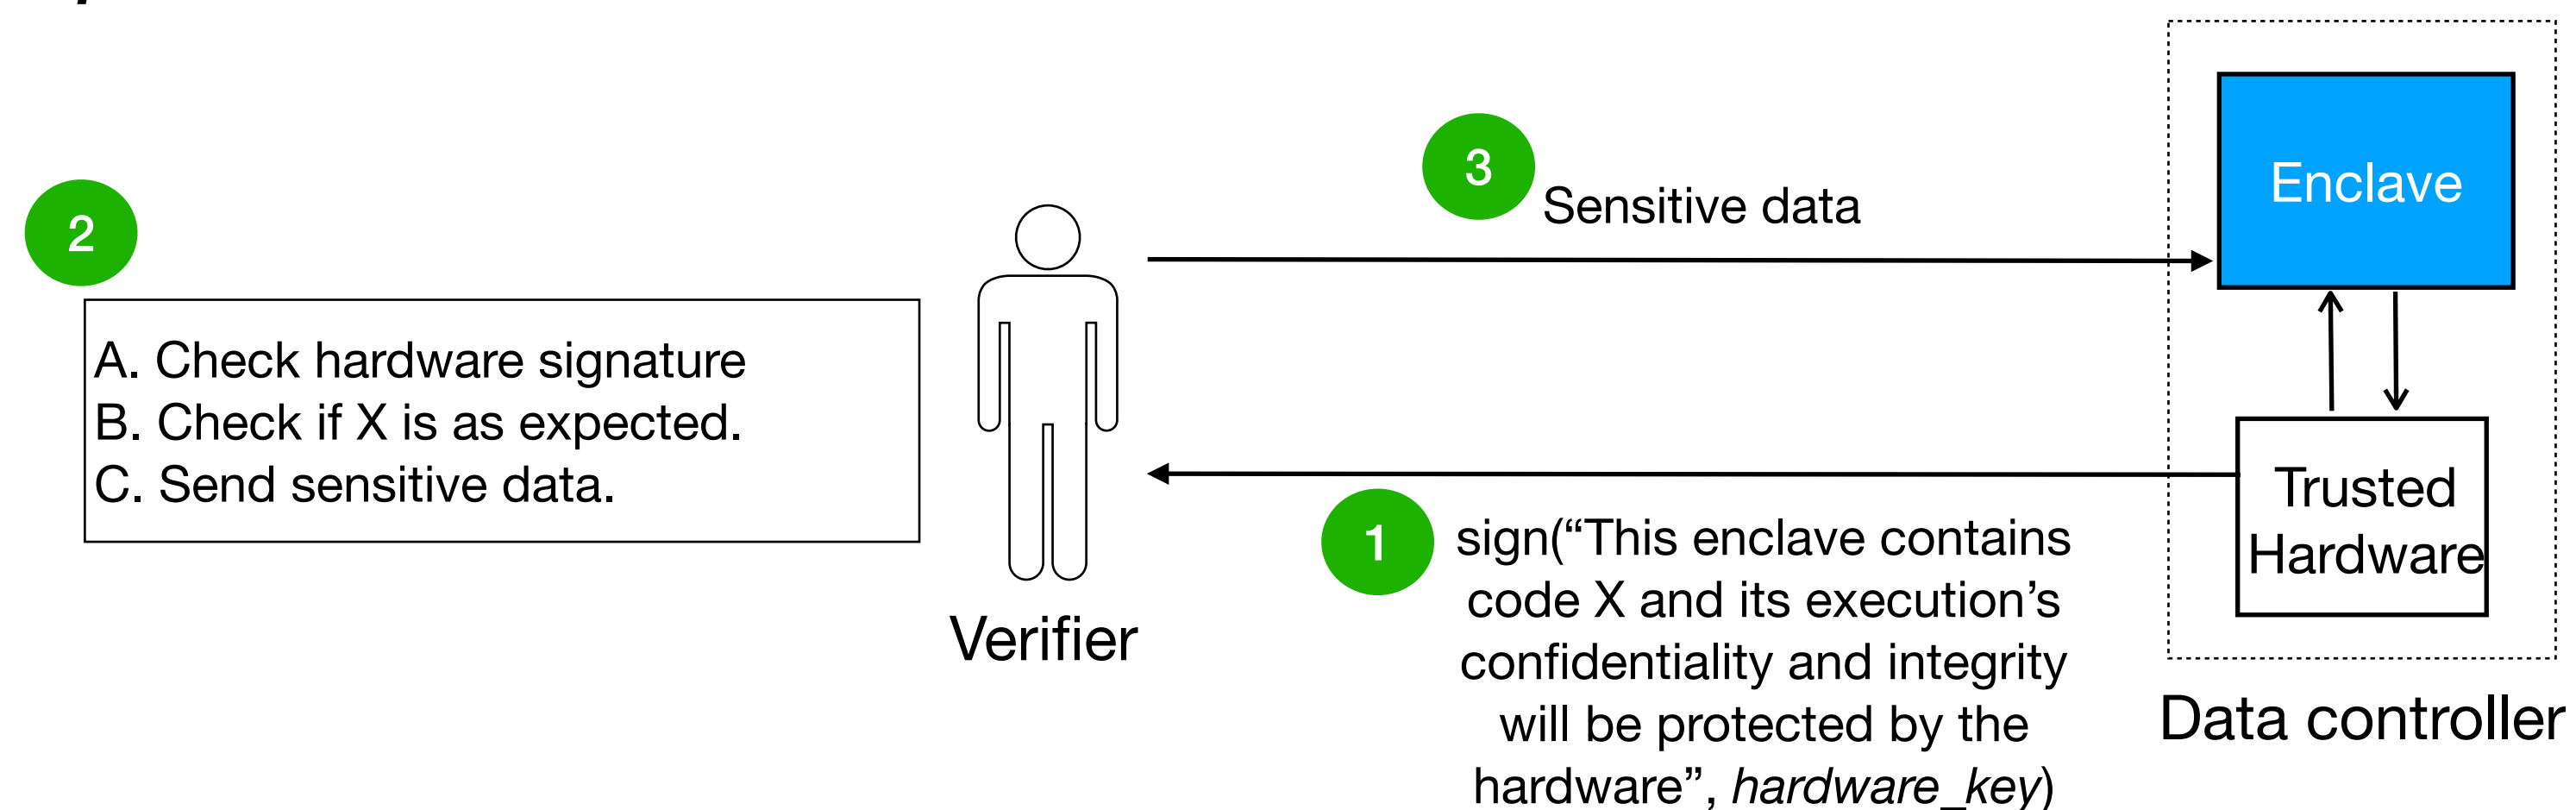 3
Sensitive data
Enclave
2
A. Check hardware signature
B. Check if X is as expected.
C. Send sensitive data.
Verifier
1
sign(“This enclave contains
code X and its execution’s
confidentiality and integrity
will be protected by the
hardware”, hardware_key)
Trusted
Hardware
Data controller